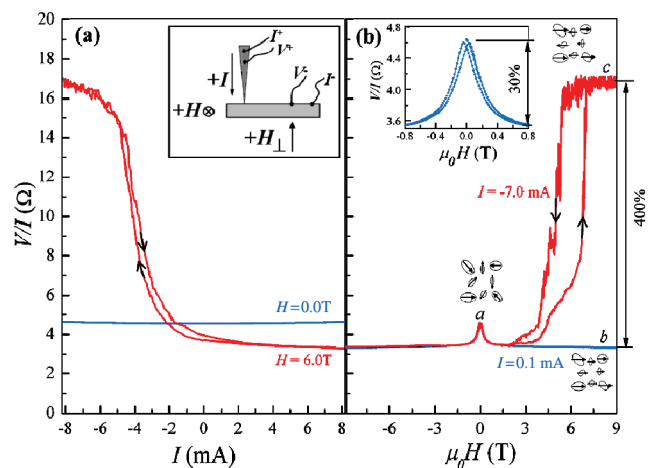 (a)
V/I (Ω)
20
18
16
14
12
10
8
6
4
2
0
-8
-4
-2
0
2
4
6
8
I (mA)
H=0.0T
H=6.0T
I⁺
V⁺
+I
V⁻
I⁻
+H⊗
+H⊥
(b)
V/I (Ω)
4.8
4.4
4.0
3.6
-0.8
-0.4
0.0
0.4
0.8
μ₀H (T)
30%
c
I = -7.0 mA
400%
a
b
I=0.1 mA
-6
-3
0
3
6
9
μ₀H (T)